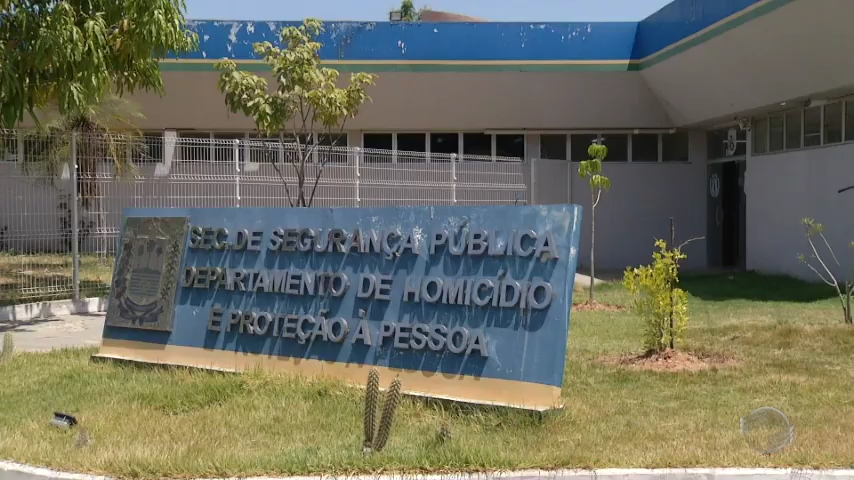 SEC. DE SEGURANÇA PÚBLICA
DEPARTAMENTO DE HOMICÍDIO
E PROTEÇÃO À PESSOA